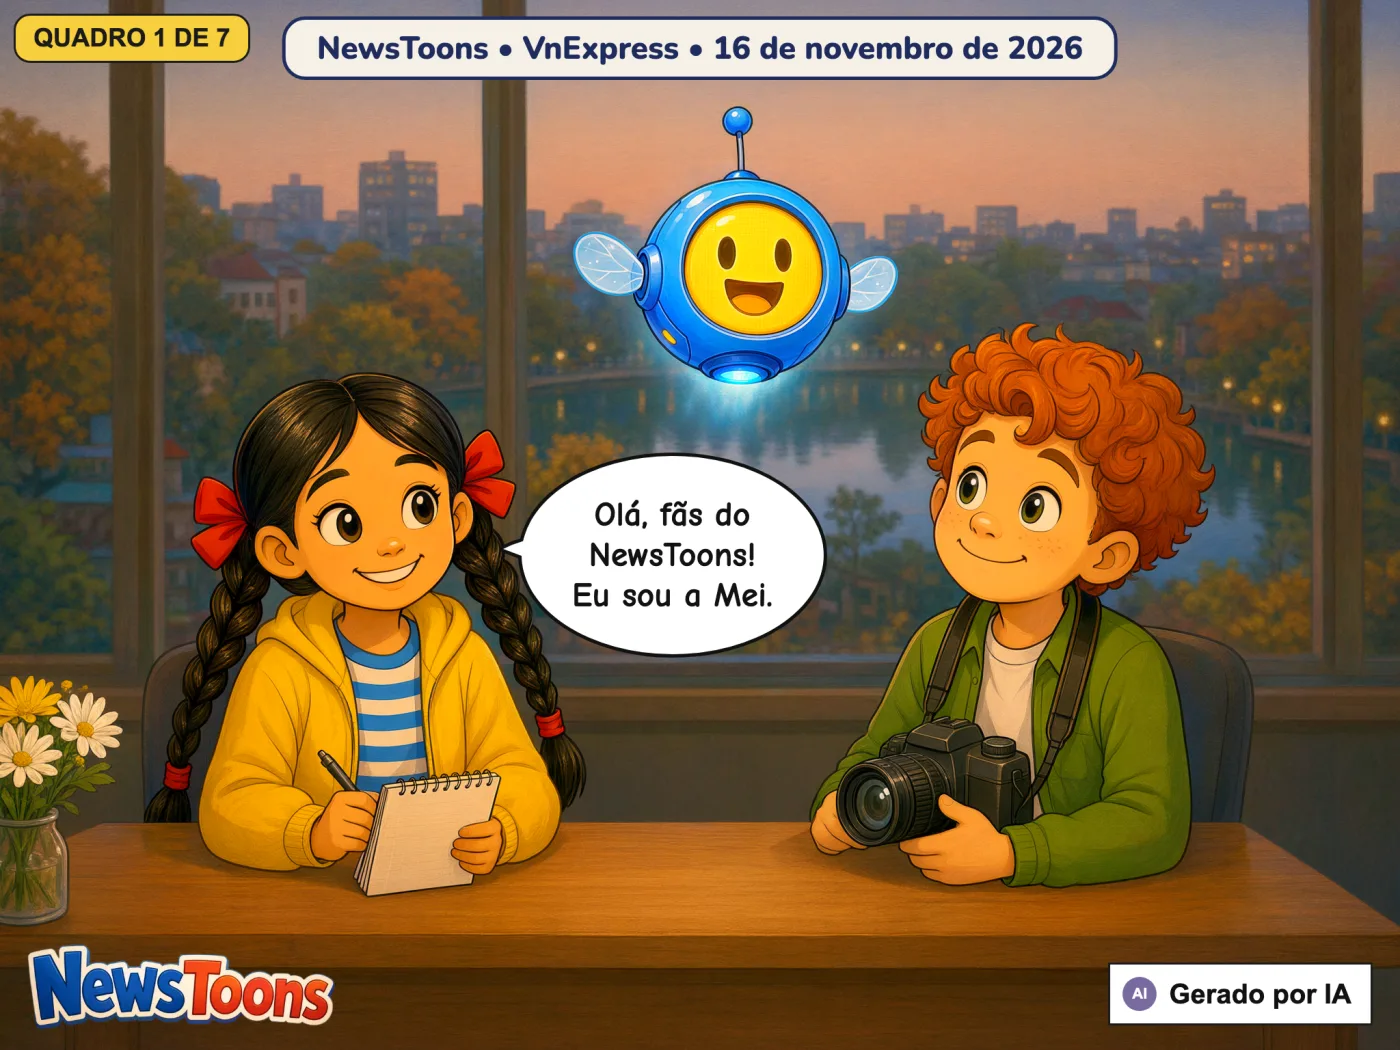 QUADRO 1 DE 7
NewsToons • VnExpress • 16 de novembro de 2026
Olá, fãs do
NewsToons!
Eu sou a Mei.
NewsToons
AI Gerado por IA